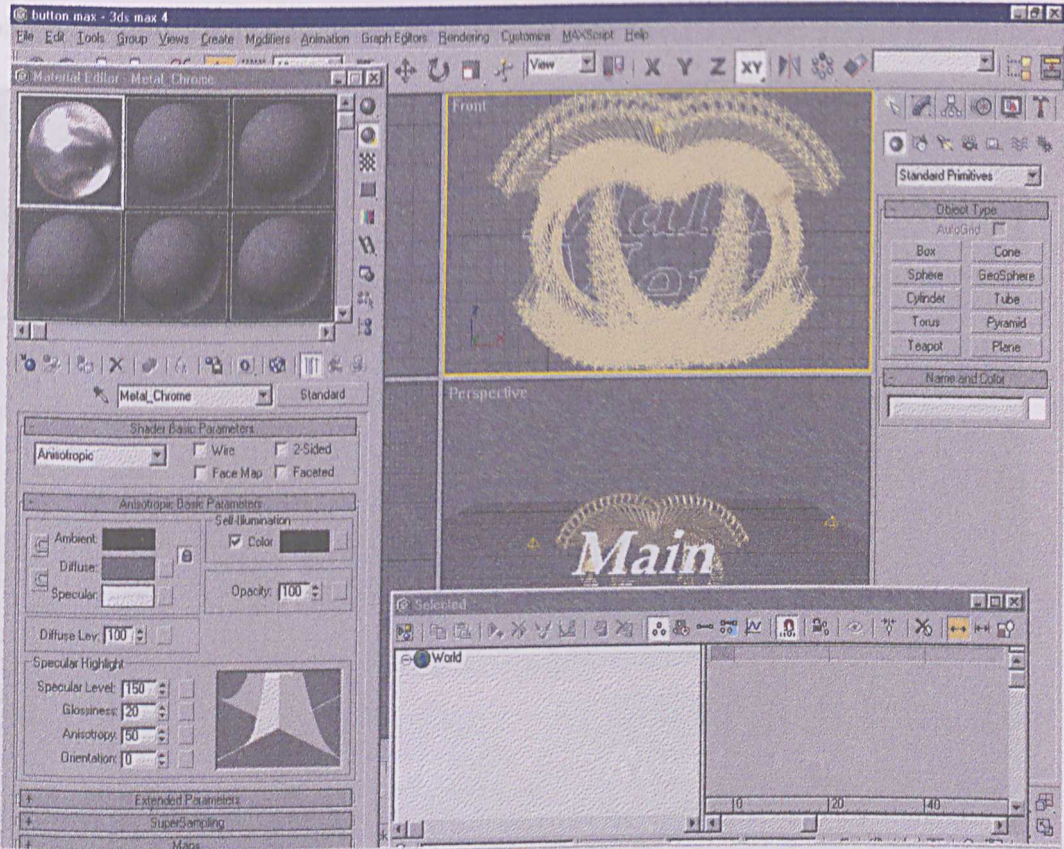 button max - 3ds max 4
File Edit Tools Group Views Create Modifiers Animation Graph Editors Rendering Customize MAXScript Help
Material Editor - Metal_Chrome
View
X Y Z XY
Front
Standard Primitives
Object Type
AutoGrid
Box Cone
Sphere GeoSphere
Cylinder Tube
Torus Pyramid
Teapot Plane
Name and Color
Metal_Chrome Standard
Shader Basic Parameters
Anisotropic
Wire 2-Sided
Face Map Faceted
Anisotropic Basic Parameters
Self-Illumination
Ambient: Color
Diffuse:
Specular: Opacity: 100
Diffuse Lev: 100
Specular Highlight
Specular Level: 150
Glossiness: 20
Anisotropy: 50
Orientation: 0
Extended Parameters
SuperSampling
Maps
Perspective
Main
Selected
World
0 20 40